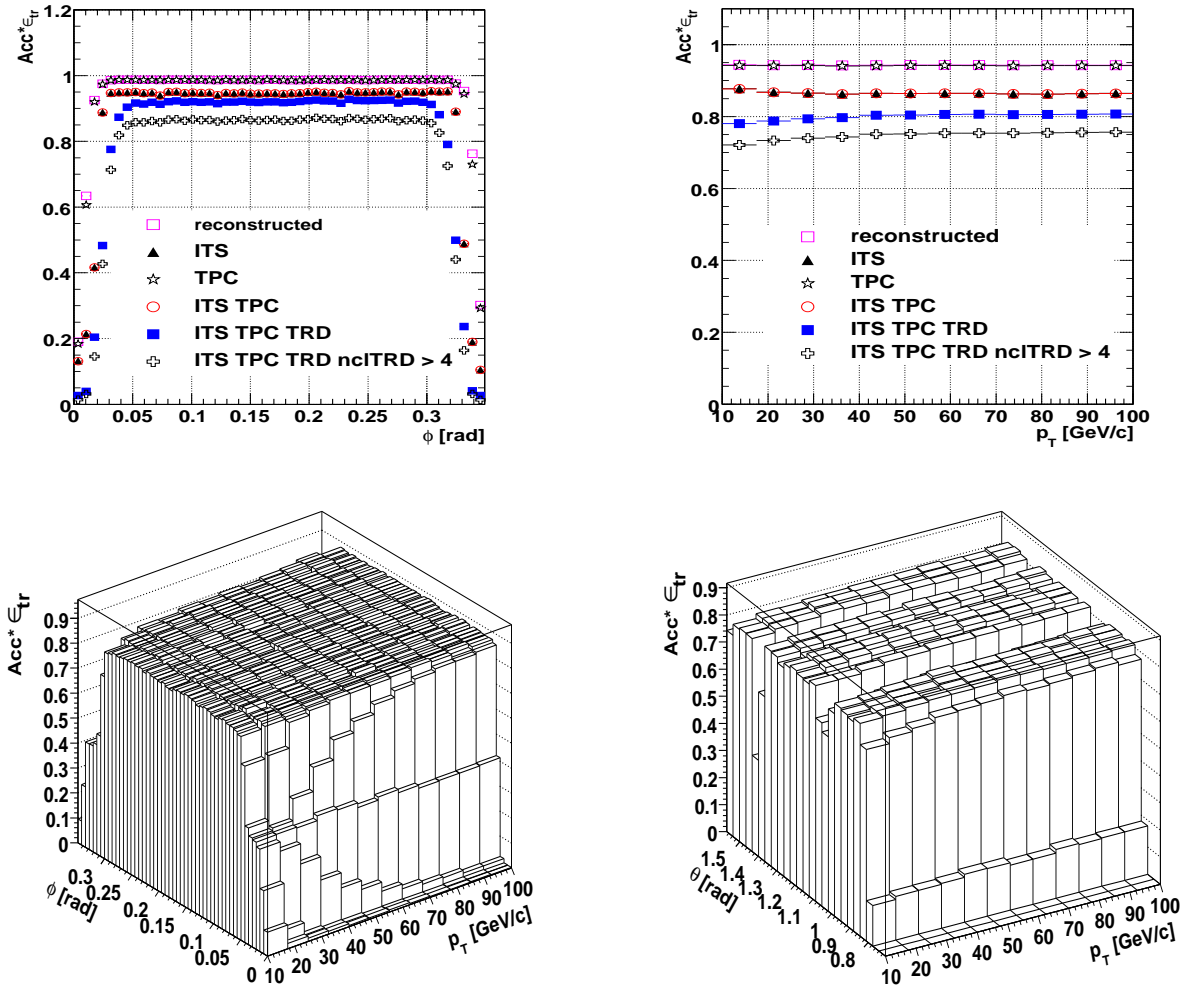 Acc*ϵtr
1.2
1
0.8
0.6
0.4
0.2
0
0 0.05 0.1 0.15 0.2 0.25 0.3
ϕ [rad]
reconstructed
ITS
TPC
ITS TPC
ITS TPC TRD
ITS TPC TRD nclTRD > 4
Acc*ϵtr
1
0.8
0.6
0.4
0.2
0
10 20 30 40 50 60 70 80 90 100
pT [GeV/c]
reconstructed
ITS
TPC
ITS TPC
ITS TPC TRD
ITS TPC TRD nclTRD > 4
Acc* ϵtr
0.9
0.8
0.7
0.6
0.5
0.4
0.3
0.2
0.1
0
0.3
0.25
0.2
0.15
0.1
0.05
0
ϕ [rad]
10 20 30 40 50 60 70 80 90 100
pT [GeV/c]
Acc* ϵtr
0.9
0.8
0.7
0.6
0.5
0.4
0.3
0.2
0.1
0
1.5
1.4
1.3
1.2
1.1
1
0.9
0.8
θ [rad]
10 20 30 40 50 60 70 80 90 100
pT [GeV/c]